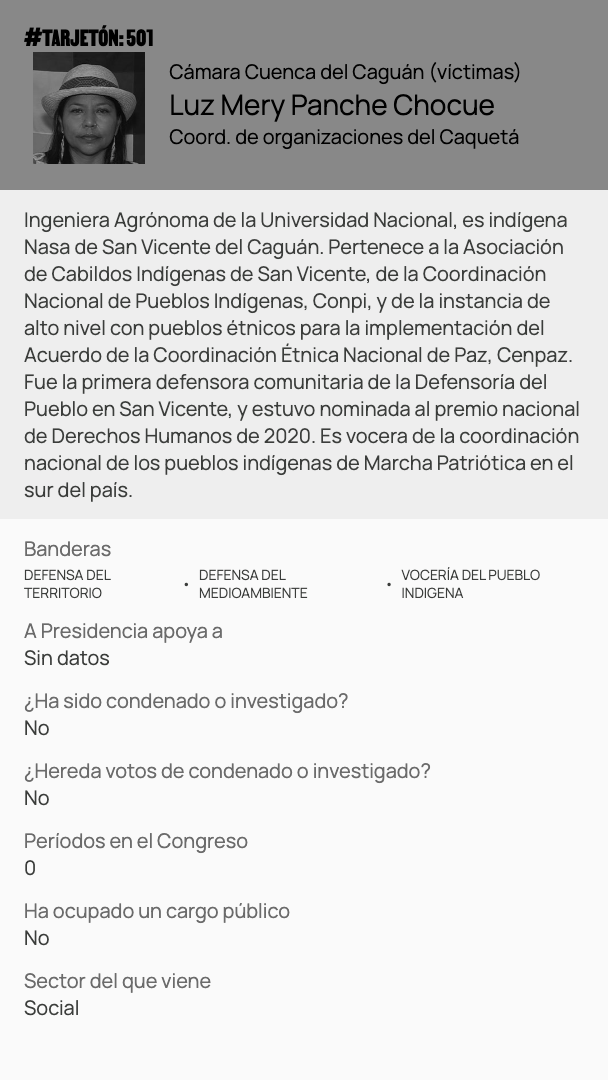 #TARJETÓN: 501
Cámara Cuenca del Caguán (víctimas)
Luz Mery Panche Chocue
Coord. de organizaciones del Caquetá
Ingeniera Agrónoma de la Universidad Nacional, es indígena
Nasa de San Vicente del Caguán. Pertenece a la Asociación
de Cabildos Indígenas de San Vicente, de la Coordinación
Nacional de Pueblos Indígenas, Conpi, y de la instancia de
alto nivel con pueblos étnicos para la implementación del
Acuerdo de la Coordinación Étnica Nacional de Paz, Cenpaz.
Fue la primera defensora comunitaria de la Defensoría del
Pueblo en San Vicente, y estuvo nominada al premio nacional
de Derechos Humanos de 2020. Es vocera de la coordinación
nacional de los pueblos indígenas de Marcha Patriótica en el
sur del país.
Banderas
DEFENSA DEL TERRITORIO • DEFENSA DEL MEDIOAMBIENTE • VOCERÍA DEL PUEBLO INDIGENA
A Presidencia apoya a
Sin datos
¿Ha sido condenado o investigado?
No
¿Hereda votos de condenado o investigado?
No
Períodos en el Congreso
0
Ha ocupado un cargo público
No
Sector del que viene
Social